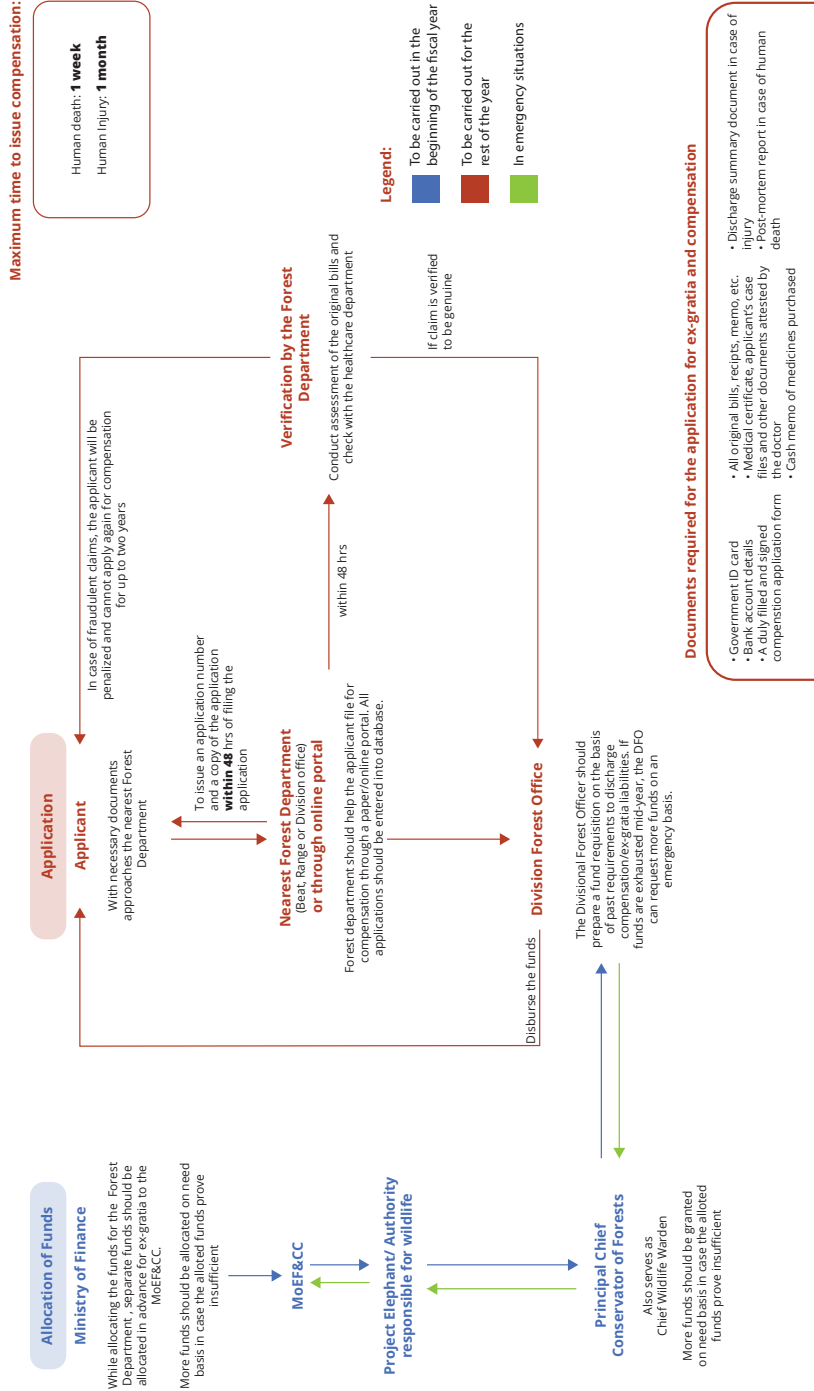 Allocation of Funds
Ministry of Finance
While allocating the funds for the Forest
Department , separate funds should be
allocated in advance for ex-gratia to the
MoEF&CC.
More funds should be allocated on need
basis in case the alloted funds prove
insufficient
MoEF&CC
Project Elephant/ Authority
responsible for wildlife
Principal Chief
Conservator of Forests
Also serves as
Chief Wildlife Warden
More funds should be granted
on need basis in case the alloted
funds prove insufficient
Application
Applicant
With necessary documents
approaches the nearest Forest
Department
To issue an application number
and a copy of the application
within 48 hrs of filing the
application
In case of fraudulent claims, the applicant will be
penalized and cannot apply again for compensation
for up to two years
Nearest Forest Department
(Beat, Range or Division office)
or through online portal
Forest department should help the applicant file for
compensation through a paper/online portal. All
applications should be entered into database.
within 48 hrs
Verification by the Forest
Department
Conduct assessment of the original bills and
check with the healthcare department
If claim is verified
to be genuine
Disburse the funds
Division Forest Office
The Divisional Forest Officer should
prepare a fund requisition on the basis
of past requirements to discharge
compensation/ex-gratia liabilities. If
funds are exhausted mid-year, the DFO
can request more funds on an
emergency basis.
Maximum time to issue compensation:
Human death: 1 week
Human Injury: 1 month
Legend:
To be carried out in the
beginning of the fiscal year
To be carried out for the
rest of the year
In emergency situations
Documents required for the application for ex-gratia and compensation
• Government ID card
• Bank account details
• A duly filled and signed
compenstion application form
• All original bills, recipts, memo, etc.
• Medical certificate, applicant's case
files and other documents attested by
the doctor
• Cash memo of medicines purchased
• Discharge summary document in case of
injury
• Post-mortem report in case of human
death